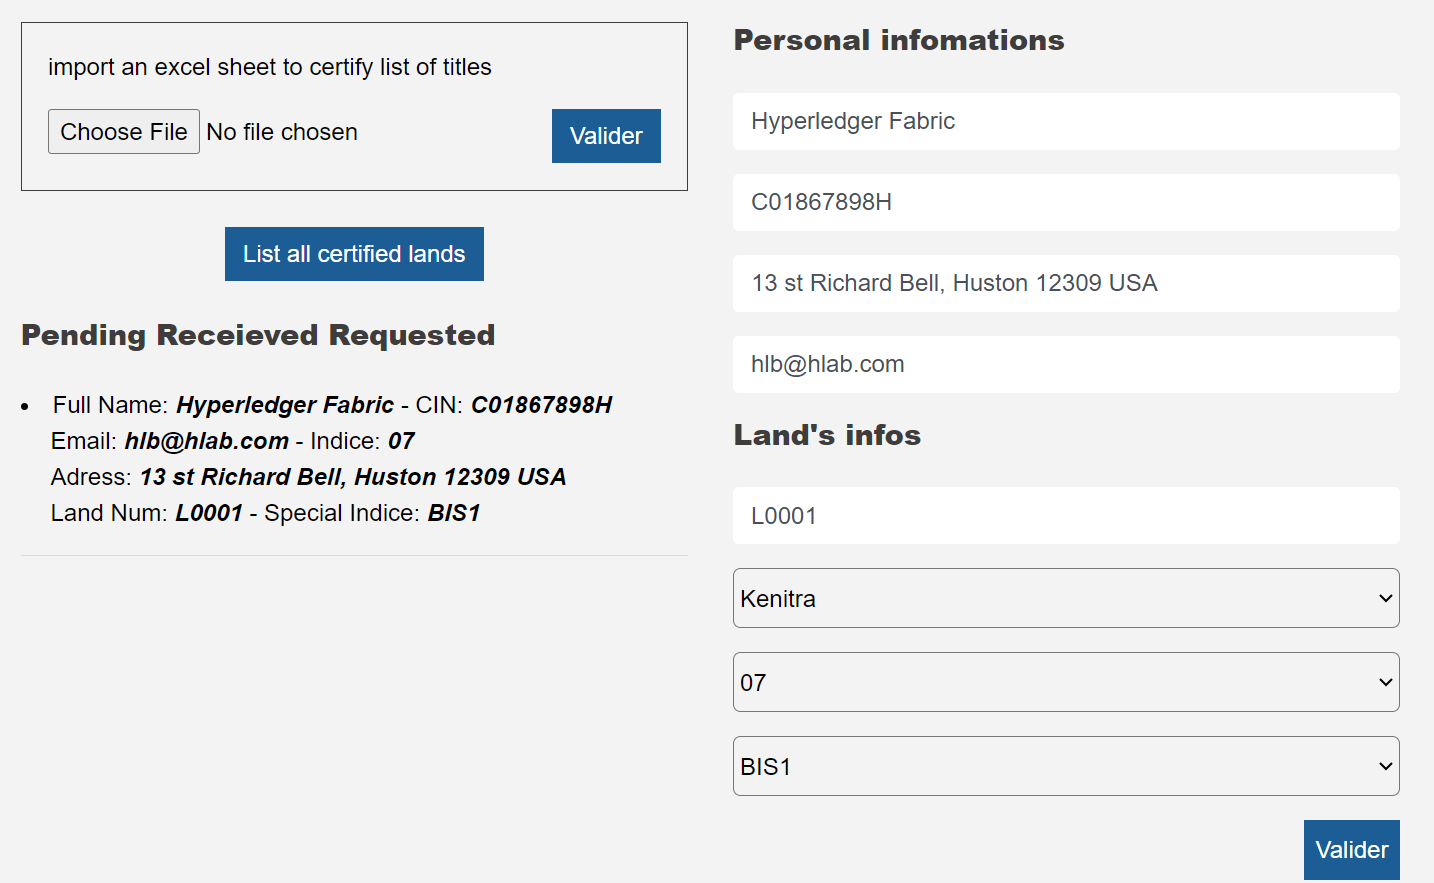 import an excel sheet to certify list of titles
Choose File No file chosen
Valider
List all certified lands
Pending Receieved Requested
Full Name: Hyperledger Fabric - CIN: C01867898H
Email: hlb@hlab.com - Indice: 07
Adress: 13 st Richard Bell, Huston 12309 USA
Land Num: L0001 - Special Indice: BIS1
Personal infomations
Hyperledger Fabric
C01867898H
13 st Richard Bell, Huston 12309 USA
hlb@hlab.com
Land's infos
L0001
Kenitra
07
BIS1
Valider